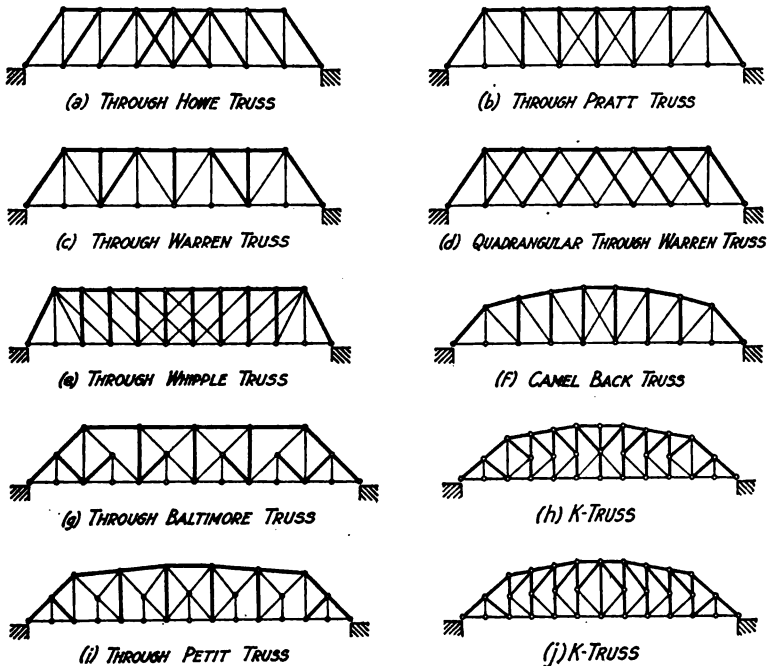 (a) THROUGH HOWE TRUSS
(b) THROUGH PRATT TRUSS
(c) THROUGH WARREN TRUSS
(d) QUADRANGULAR THROUGH WARREN TRUSS
(e) THROUGH WHIPPLE TRUSS
(f) CAMEL BACK TRUSS
(g) THROUGH BALTIMORE TRUSS
(h) K-TRUSS
(i) THROUGH PETIT TRUSS
(j) K-TRUSS